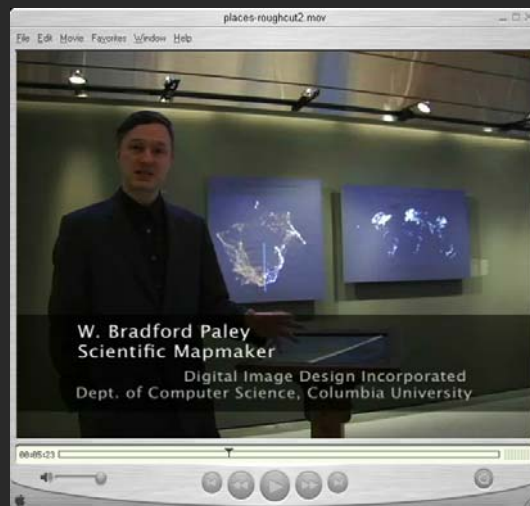 places-roughcut2.mov
File Edit Movie Favorites Window Help
W. Bradford Paley
Scientific Mapmaker
Digital Image Design Incorporated
Dept. of Computer Science, Columbia University
00:05:23